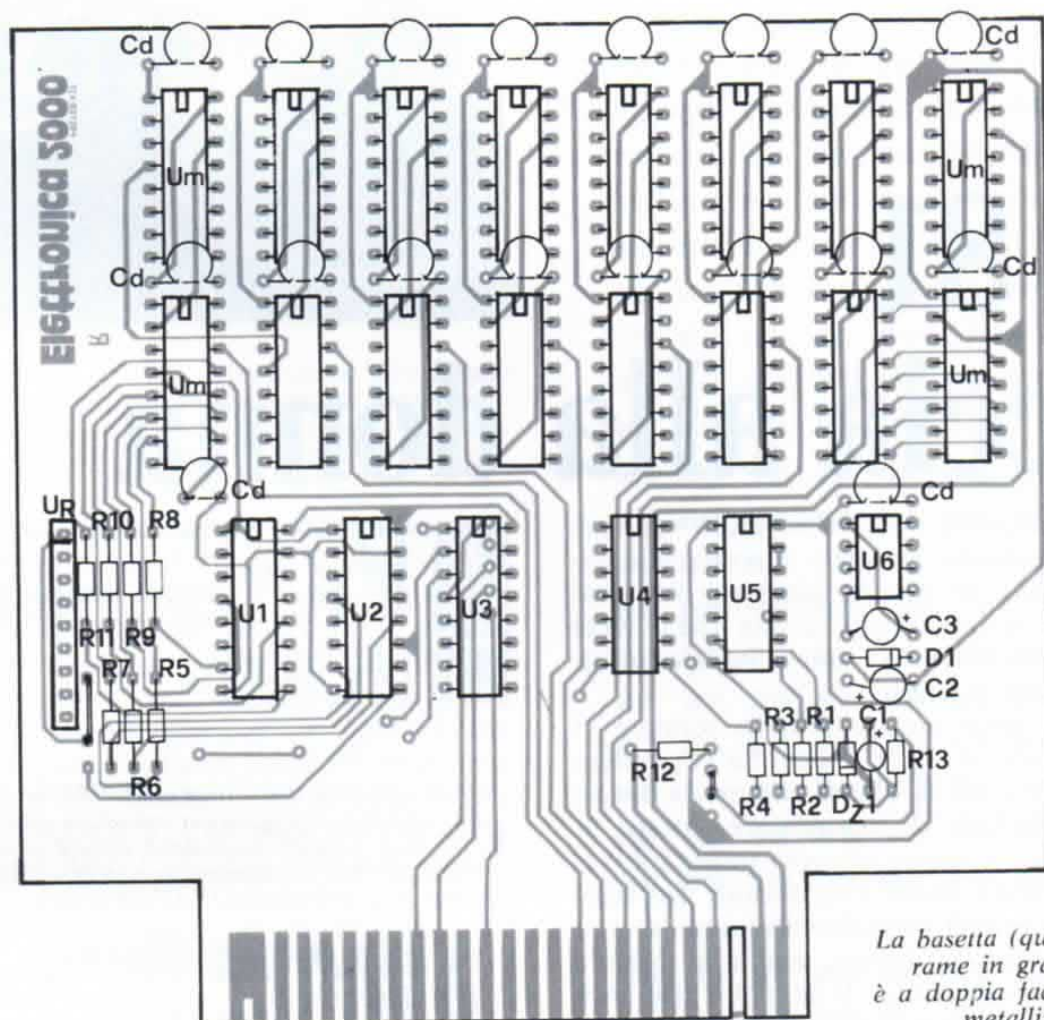 Cd
Cd
Elettronica 2000
Um
Um
Cd
Cd
Um
Um
Cd
Cd
UR
R10
R8
U1
U2
U3
U4
U5
U6
C3
D1
C2
R11
R9
R7
R5
R6
R3
R1
C1
R12
R13
R4
R2
DZ1
La basetta (qu
rame in gr
è a doppia fac
metalli